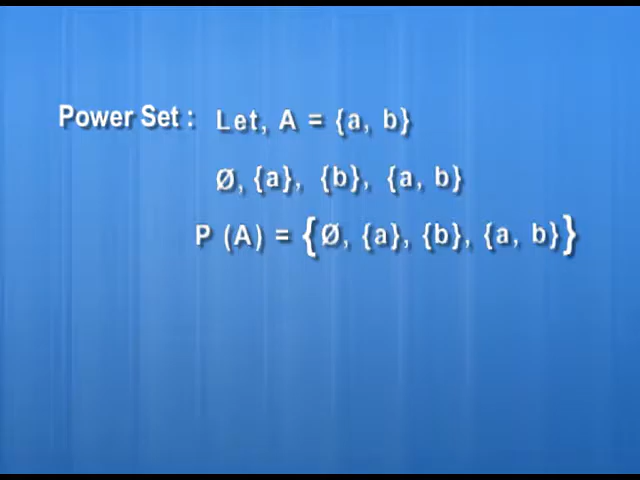 Power Set : Let, A = {a, b}
Ø, {a}, {b}, {a, b}
P (A) = {Ø, {a}, {b}, {a, b}}